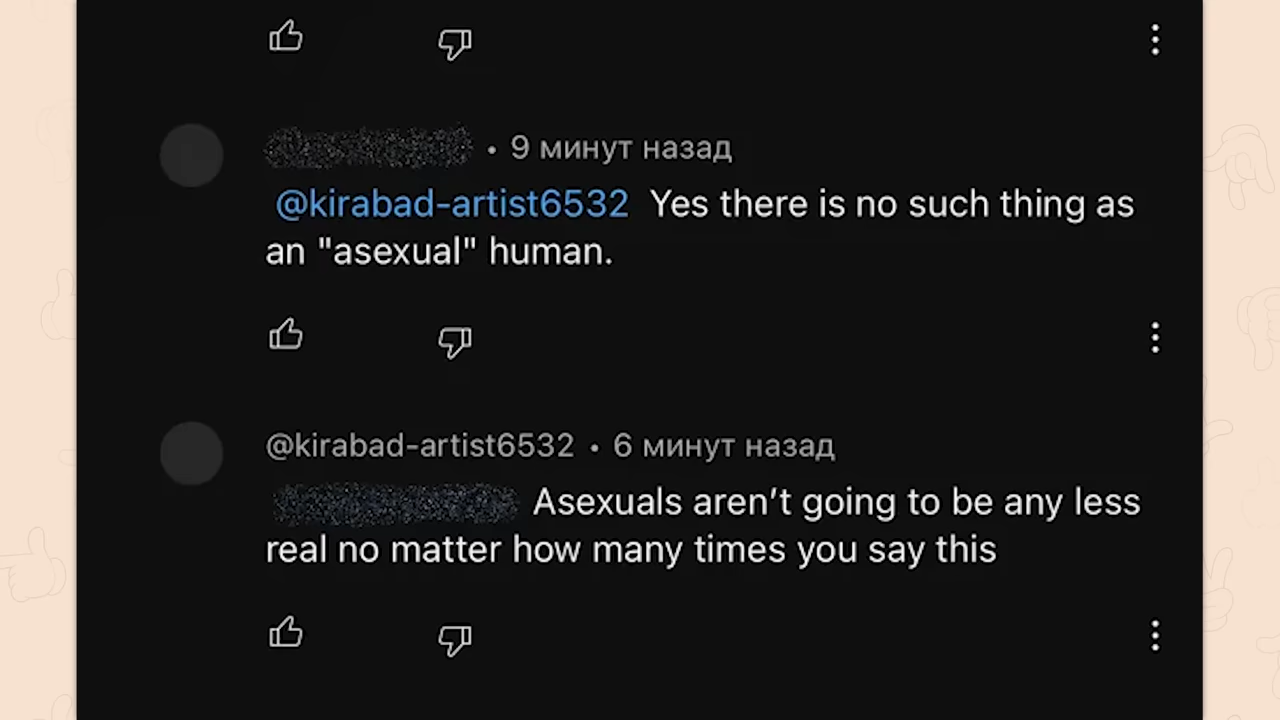 • 9 минут назад
@kirabad-artist6532 Yes there is no such thing as
an "asexual" human.
@kirabad-artist6532 • 6 минут назад
Asexuals aren’t going to be any less
real no matter how many times you say this